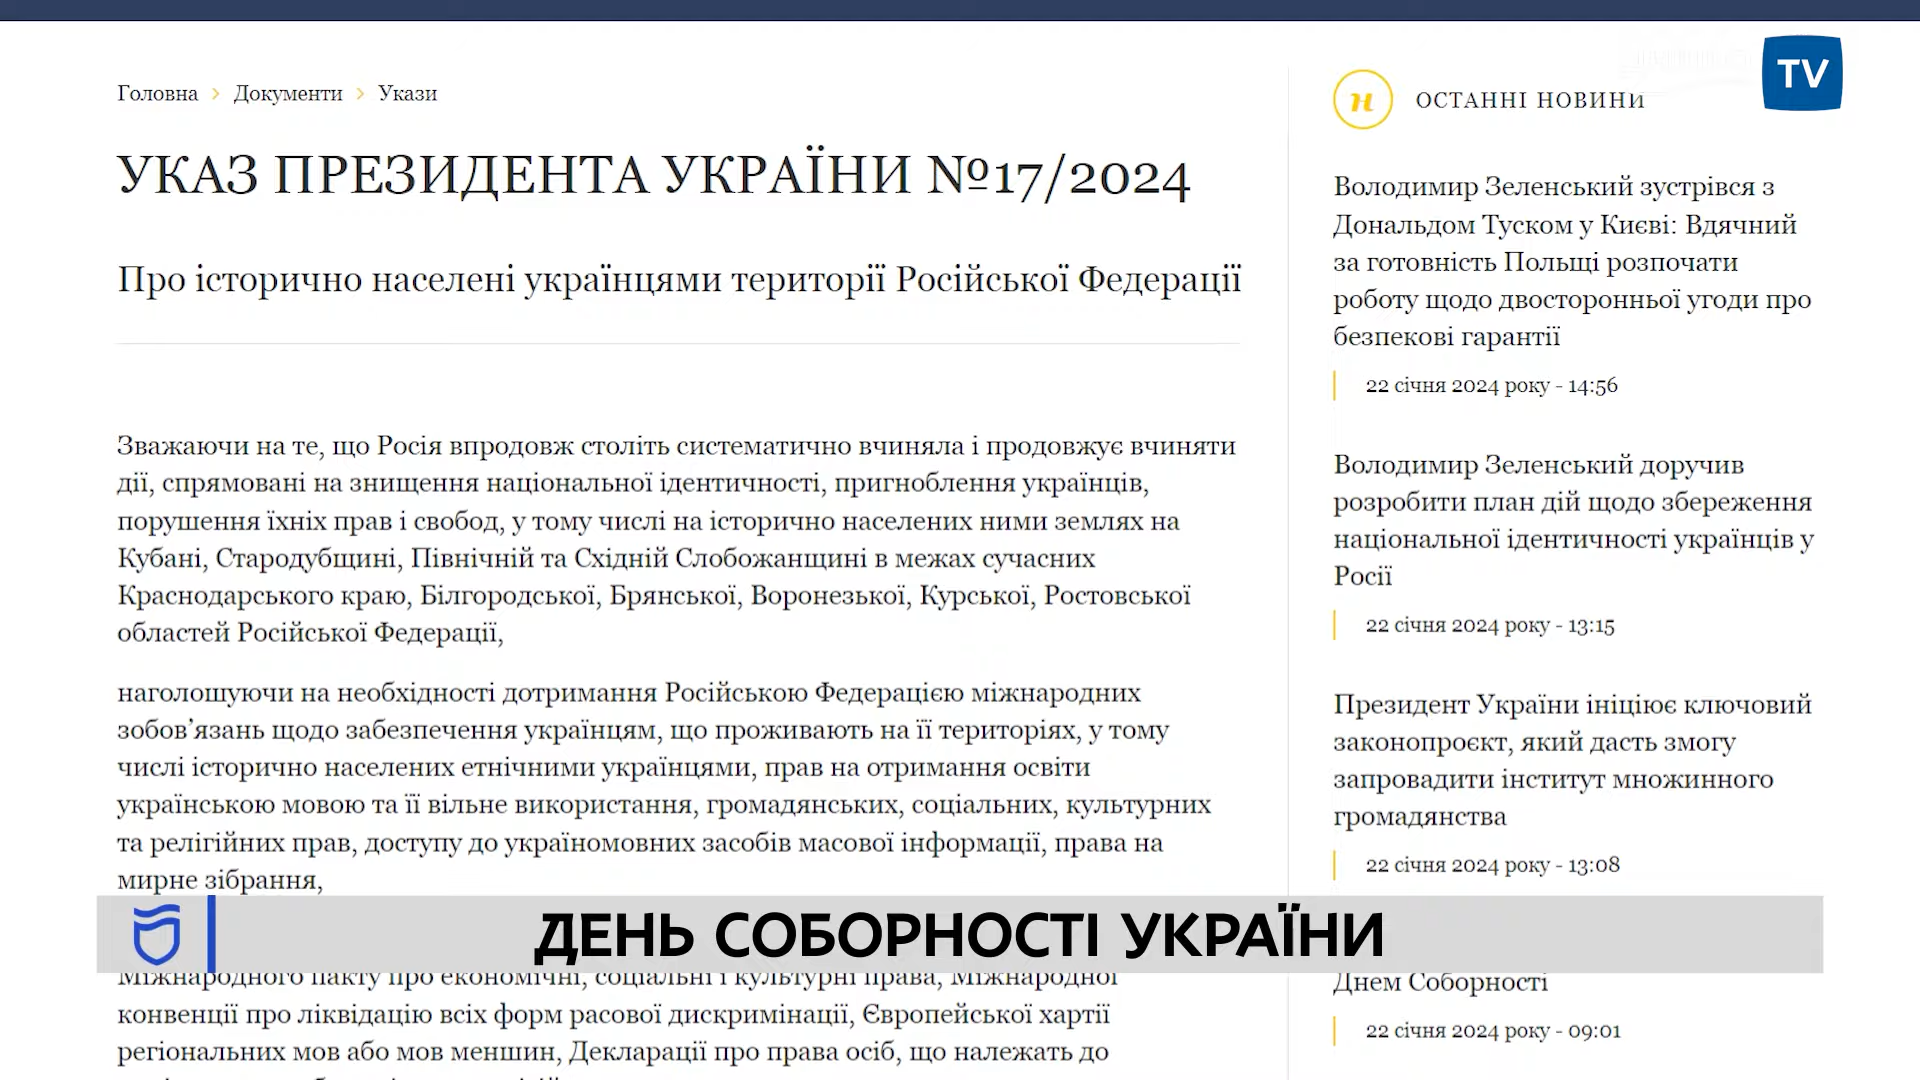 Головна > Документи > Укази
УКАЗ ПРЕЗИДЕНТА УКРАЇНИ №17/2024
Про історично населені українцями території Російської Федерації
Зважаючи на те, що Росія впродовж століть систематично вчиняла і продовжує вчиняти
дії, спрямовані на знищення національної ідентичності, пригноблення українців,
порушення їхніх прав і свобод, у тому числі на історично населених ними землях на
Кубані, Стародубщині, Північній та Східній Слобожанщині в межах сучасних
Краснодарського краю, Білгородської, Брянської, Воронезької, Курської, Ростовської
областей Російської Федерації,
наголошуючи на необхідності дотримання Російською Федерацією міжнародних
зобов’язань щодо забезпечення українцям, що проживають на її територіях, у тому
числі історично населених етнічними українцями, прав на отримання освіти
українською мовою та її вільне використання, громадянських, соціальних, культурних
та релігійних прав, доступу до україномовних засобів масової інформації, права на
мирне зібрання,
Міжнародного пакту про економічні, соціальні і культурні права, Міжнародної
конвенції про ліквідацію всіх форм расової дискримінації, Європейської хартії
регіональних мов або мов меншин, Декларації про права осіб, що належать до
н ОСТАННІ НОВИНИ
Володимир Зеленський зустрівся з
Дональдом Туском у Києві: Вдячний
за готовність Польщі розпочати
роботу щодо двосторонньої угоди про
безпекові гарантії
22 січня 2024 року - 14:56
Володимир Зеленський доручив
розробити план дій щодо збереження
національної ідентичності українців у
Росії
22 січня 2024 року - 13:15
Президент України ініціює ключовий
законопроєкт, який дасть змогу
запровадити інститут множинного
громадянства
22 січня 2024 року - 13:08
Днем Соборності
22 січня 2024 року - 09:01
TV
ДЕНЬ СОБОРНОСТІ УКРАЇНИ